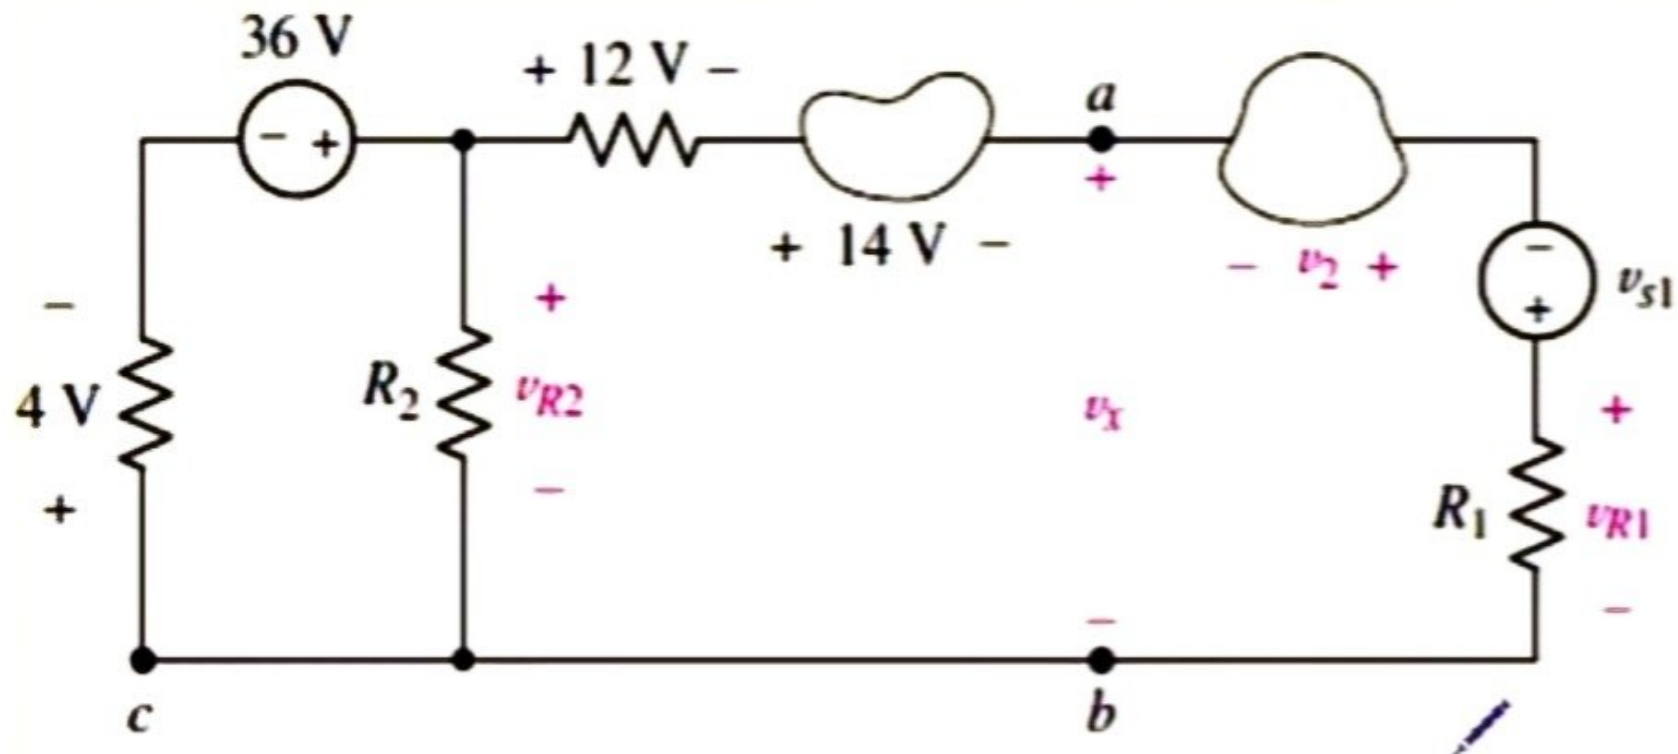 36 V
+ 12 V −
a
− +
+
+ 14 V −
− v2 +
−
+
vs1
−
4 V
+
R2
+
vR2
−
vx
−
R1
+
vR1
−
c
b